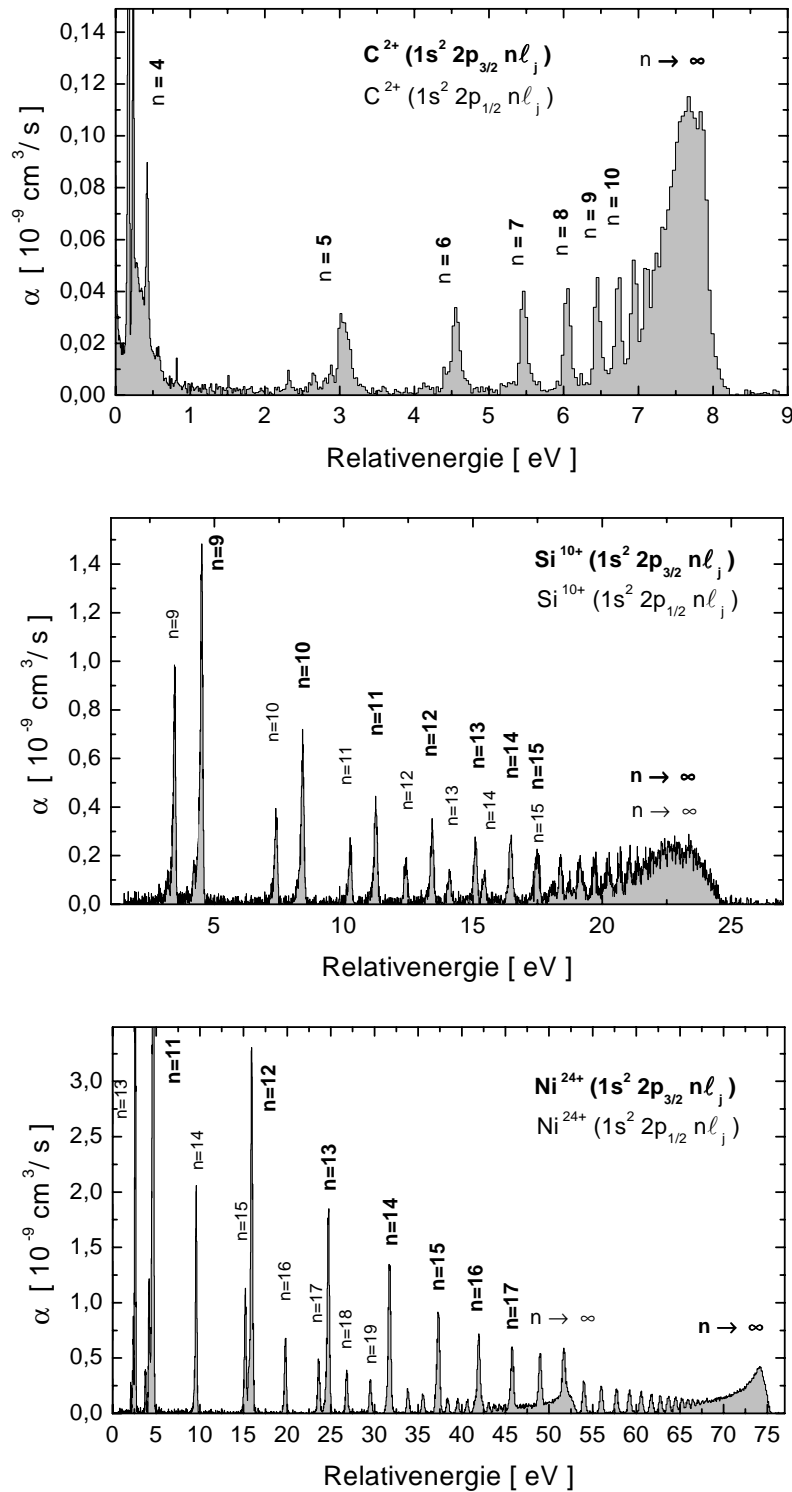 0,14
0,12
0,10
0,08
0,06
0,04
0,02
0,00
α [ 10⁻⁹ cm³/ s ]
n = 4
n = 5
n = 6
n = 7
n = 8
n = 9
n = 10
C²⁺ (1s² 2p₃/₂ nℓⱼ)
C²⁺ (1s² 2p₁/₂ nℓⱼ)
n → ∞
0 1 2 3 4 5 6 7 8 9
Relativenergie [ eV ]
1,4
1,2
1,0
0,8
0,6
0,4
0,2
0,0
α [ 10⁻⁹ cm³/ s ]
n=9
n=9
n=10
n=10
n=11
n=11
n=12
n=12
n=13
n=13
n=14
n=14
n=15
n=15
Si¹⁰⁺ (1s² 2p₃/₂ nℓⱼ)
Si¹⁰⁺ (1s² 2p₁/₂ nℓⱼ)
n → ∞
n → ∞
5 10 15 20 25
Relativenergie [ eV ]
3,0
2,5
2,0
1,5
1,0
0,5
0,0
α [ 10⁻⁹ cm³/ s ]
n=13
n=11
n=14
n=15
n=12
n=16
n=17
n=13
n=18
n=19
n=14
n=15
n=16
n=17
Ni²⁴⁺ (1s² 2p₃/₂ nℓⱼ)
Ni²⁴⁺ (1s² 2p₁/₂ nℓⱼ)
n → ∞
n → ∞
0 5 10 15 20 25 30 35 40 45 50 55 60 65 70 75
Relativenergie [ eV ]